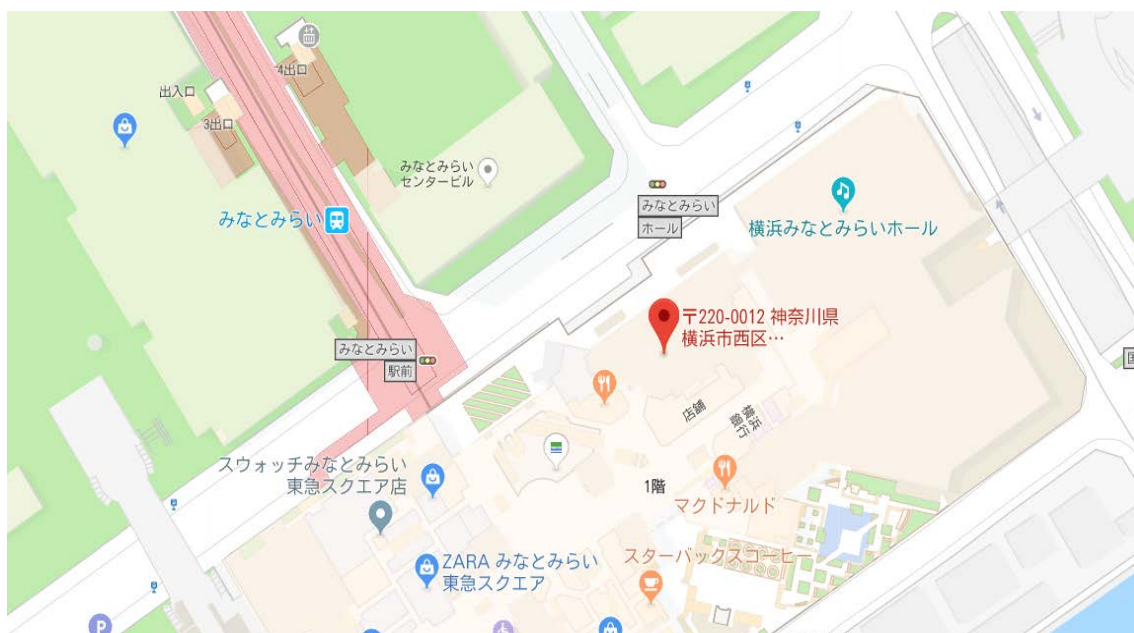 4出口
出入口
3出口
みなとみらい
センタービル
みなとみらい
みなとみらい
ホール
横浜みなとみらいホール
〒220-0012 神奈川県
横浜市西区…
みなとみらい
駅前
店舗
横浜
銀行
スウォッチみなとみらい
東急スクエア店
1階
マクドナルド
ZARA みなとみらい
東急スクエア
スターバックスコーヒー
P